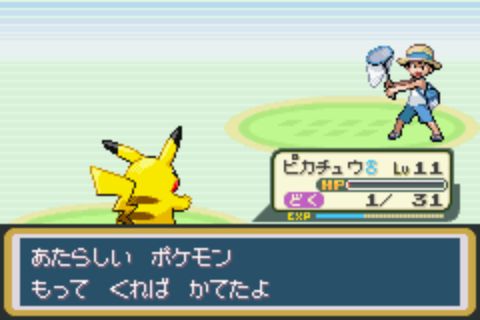 ピカチュウ♂ Lv11
HP
どく 1/ 31
EXP
あたらしい ポケモン
もって くれば かてたよ